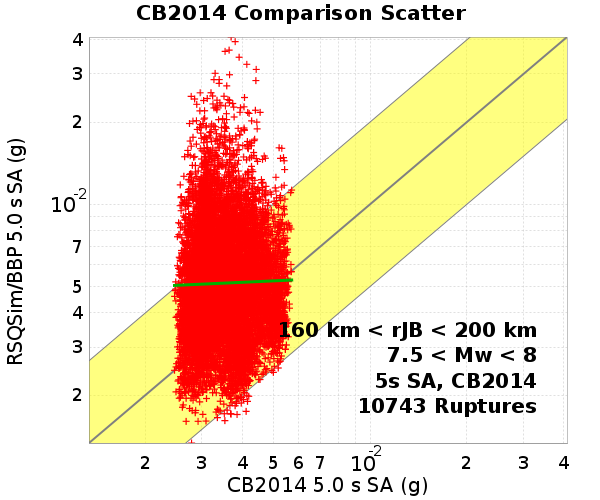 CB2014 Comparison Scatter
4
3
2
10-2
7
5
4
3
2
RSQSim/BBP 5.0 s SA (g)
160 km < rJB < 200 km
7.5 < Mw < 8
5s SA, CB2014
10743 Ruptures
2 3 4 5 6 7 10-2 2 3 4
CB2014 5.0 s SA (g)